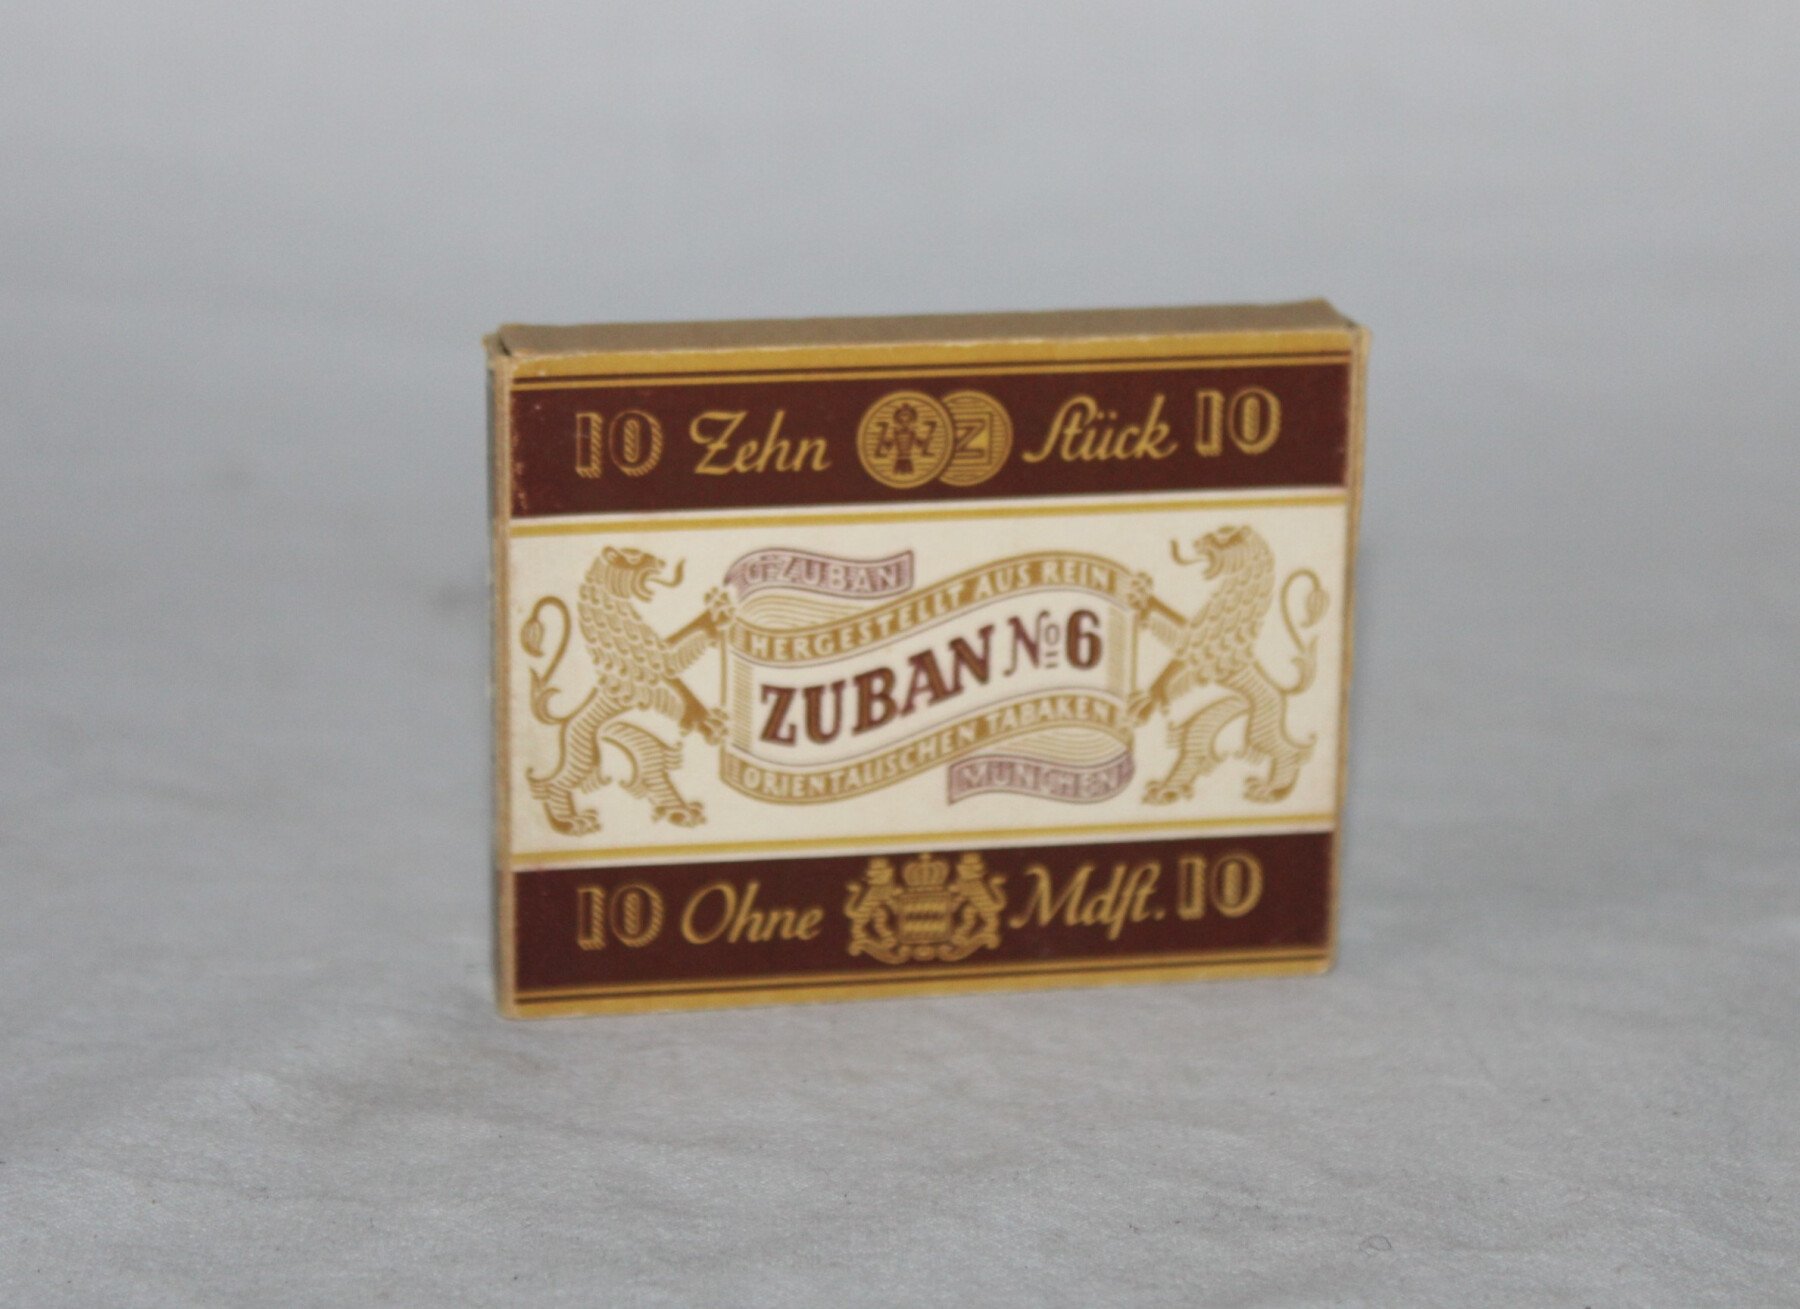 10 Zehn Z Z Z Stück 10
G. ZUBAN
HERGESTELLT AUS REIN
ZUBAN No 6
ORIENTALISCHEN TABAKEN
MÜNCHEN
10 Ohne Mdst. 10